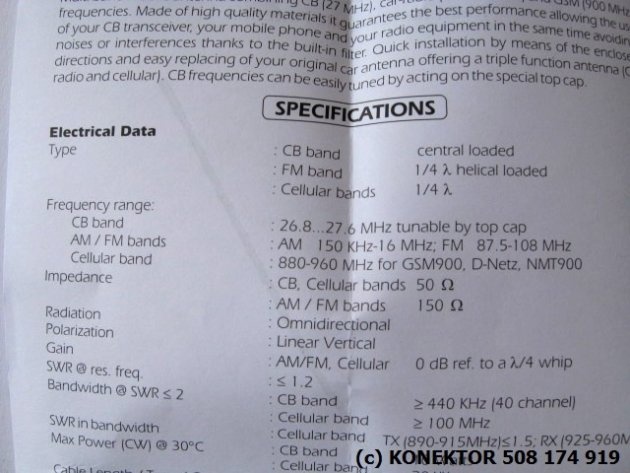 CB (27 MHz),
GSM (900 MHz
frequencies. Made of high quality materials it guarantees the best performance allowing the us
of your CB transceiver, your mobile phone and your radio equipment in the same time avoiding
noises or interferences thanks to the built-in filter. Quick installation by means of the enclose
directions and easy replacing of your original car antenna offering a triple function antenna (C
radio and cellular). CB frequencies can be easily tuned by acting on the special top cap.
SPECIFICATIONS
Electrical Data
Type : CB band central loaded
: FM band 1/4 λ helical loaded
: Cellular bands 1/4 λ
Frequency range:
CB band : 26.8...27.6 MHz tunable by top cap
AM / FM bands : AM 150 KHz-16 MHz; FM 87.5-108 MHz
Cellular band : 880-960 MHz for GSM900, D-Netz, NMT900
Impedance : CB, Cellular bands 50 Ω
: AM / FM bands 150 Ω
Radiation : Omnidirectional
Polarization : Linear Vertical
Gain : AM/FM, Cellular 0 dB ref. to a λ/4 whip
SWR @ res. freq. : ≤ 1.2
Bandwidth @ SWR ≤ 2 : CB band ≥ 440 KHz (40 channel)
: Cellular band ≥ 100 MHz
SWR in bandwidth : Cellular band TX (890-915MHz)≤1.5; RX (925-960M
Max Power (CW) @ 30°C : CB band
: Cellular band
Cable Length /
(c) KONEKTOR 508 174 919